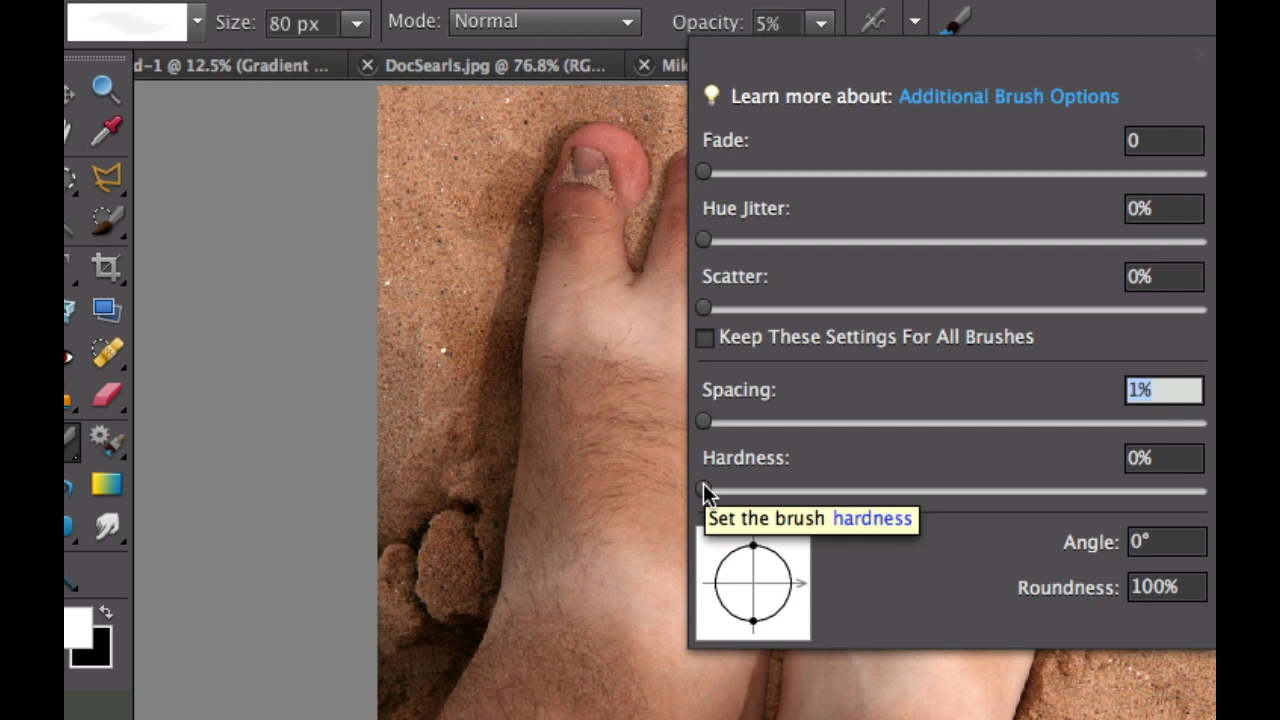 Size: 80 px Mode: Normal Opacity: 5%
d-1 @ 12.5% (Gradient ... DocSearls.jpg @ 76.8% (RG... Mik
Learn more about: Additional Brush Options
Fade: 0
Hue Jitter: 0%
Scatter: 0%
Keep These Settings For All Brushes
Spacing: 1%
Hardness: 0%
Set the brush hardness
Angle: 0°
Roundness: 100%